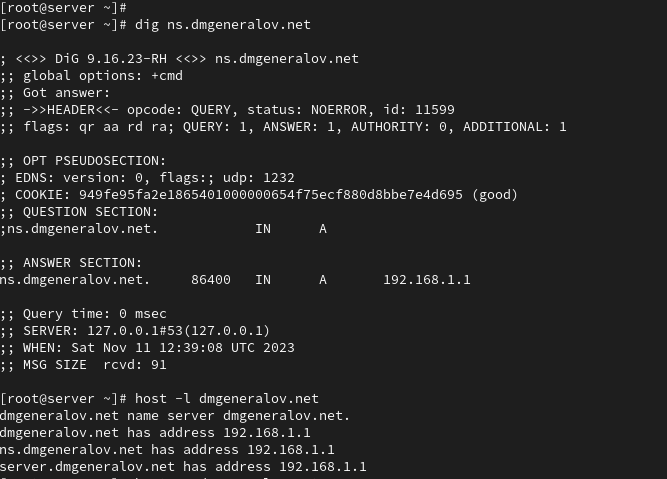 [root@server ~]#
[root@server ~]# dig ns.dmgeneralov.net
; <<>> DiG 9.16.23-RH <<>> ns.dmgeneralov.net
;; global options: +cmd
;; Got answer:
;; ->>HEADER<<- opcode: QUERY, status: NOERROR, id: 11599
;; flags: qr aa rd ra; QUERY: 1, ANSWER: 1, AUTHORITY: 0, ADDITIONAL: 1
;; OPT PSEUDOSECTION:
; EDNS: version: 0, flags:; udp: 1232
; COOKIE: 949fe95fa2e1865401000000654f75ecf880d8bbe7e4d695 (good)
;; QUESTION SECTION:
;ns.dmgeneralov.net. IN A
;; ANSWER SECTION:
ns.dmgeneralov.net. 86400 IN A 192.168.1.1
;; Query time: 0 msec
;; SERVER: 127.0.0.1#53(127.0.0.1)
;; WHEN: Sat Nov 11 12:39:08 UTC 2023
;; MSG SIZE rcvd: 91
[root@server ~]# host -l dmgeneralov.net
dmgeneralov.net name server dmgeneralov.net.
dmgeneralov.net has address 192.168.1.1
ns.dmgeneralov.net has address 192.168.1.1
server.dmgeneralov.net has address 192.168.1.1